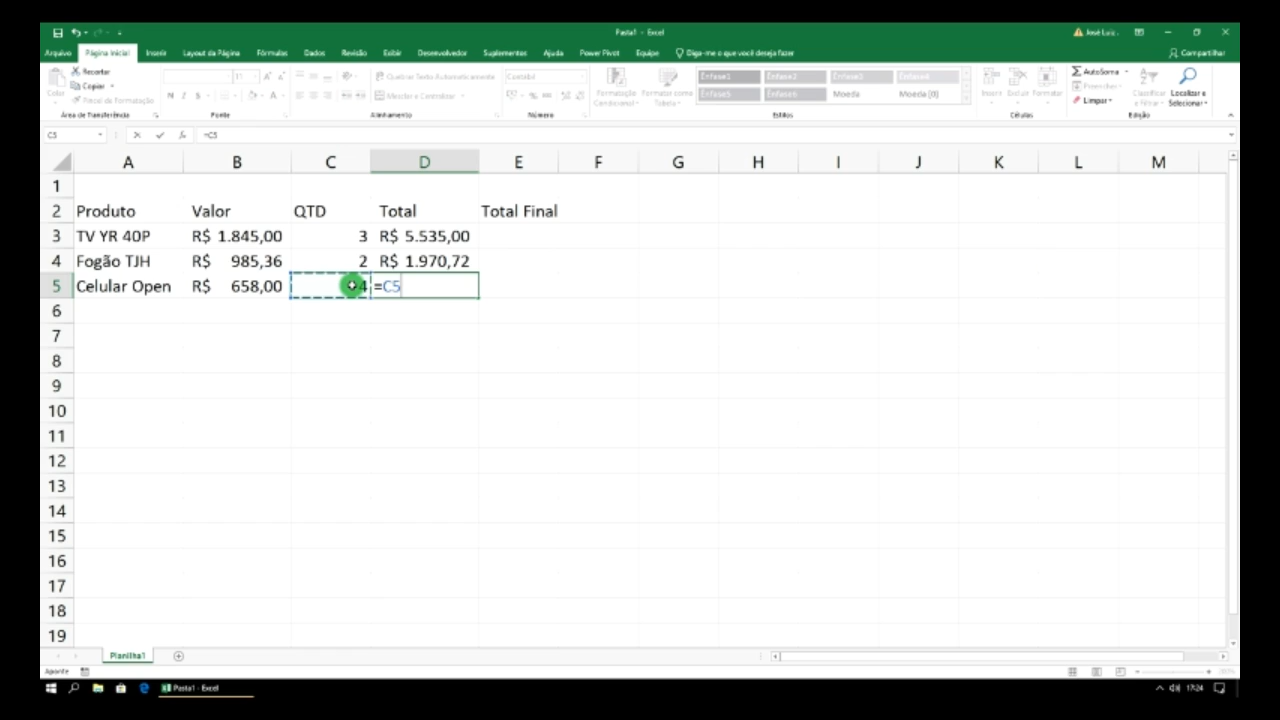 Pasta1 - Excel
José Luiz.
Arquivo Página Inicial Inserir Layout da Página Fórmulas Dados Revisão Exibir Desenvolvedor Suplementos Ajuda Power Pivot Equipe Diga-me o que você deseja fazer Compartilhar
Recortar
Copiar
Pincel de Formatação
Colar
Área de Transferência
11
N I S
Fonte
Quebrar Texto Automaticamente
Mesclar e Centralizar
Alinhamento
Contábil
Número
Formatação Condicional
Formatar como Tabela
Ênfase1 Ênfase2 Ênfase3 Ênfase4
Ênfase5 Ênfase6 Moeda Moeda [0]
Estilos
Inserir Excluir Formatar
Células
AutoSoma
Preencher
Limpar
Classificar e Filtrar
Localizar e Selecionar
Edição
C5 fx =C5
A B C D E F G H I J K L M
1
2 Produto Valor QTD Total Total Final
3 TV YR 40P R$ 1.845,00 3 R$ 5.535,00
4 Fogão TJH R$ 985,36 2 R$ 1.970,72
5 Celular Open R$ 658,00 4 =C5
6
7
8
9
10
11
12
13
14
15
16
17
18
19
Planilha1
Aponte
Pasta1 - Excel
17:24